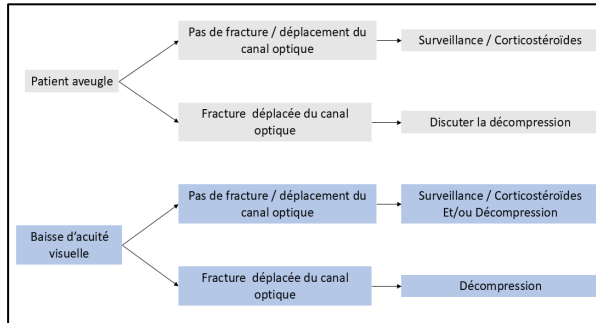 Patient aveugle
Pas de fracture / déplacement du
canal optique
Surveillance / Corticostéroïdes
Fracture déplacée du canal
optique
Discuter la décompression
Baisse d'acuité
visuelle
Pas de fracture / déplacement du
canal optique
Surveillance / Corticostéroïdes
Et/ou Décompression
Fracture déplacée du canal
optique
Décompression